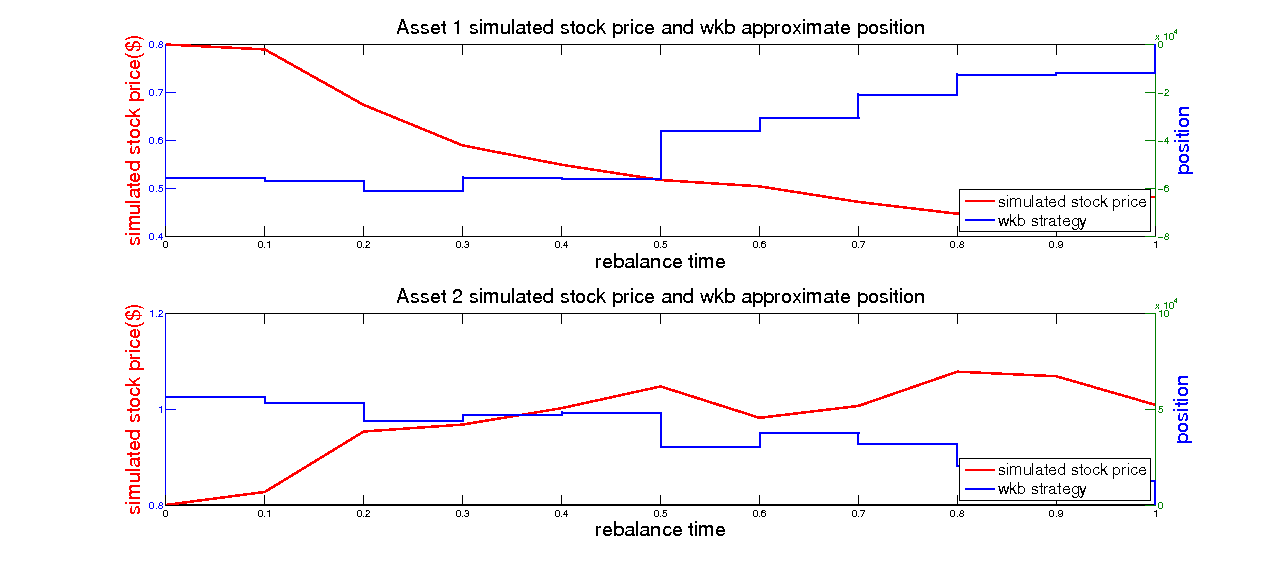 Asset 1 simulated stock price and wkb approximate position
x 10^4
simulated stock price($)
0.8
0.7
0.6
0.5
0.4
0
-2
-4
-6
-8
position
simulated stock price
wkb strategy
0 0.1 0.2 0.3 0.4 0.5 0.6 0.7 0.8 0.9 1
rebalance time
Asset 2 simulated stock price and wkb approximate position
x 10^4
simulated stock price($)
1.2
1
0.8
10
5
0
position
simulated stock price
wkb strategy
0 0.1 0.2 0.3 0.4 0.5 0.6 0.7 0.8 0.9 1
rebalance time